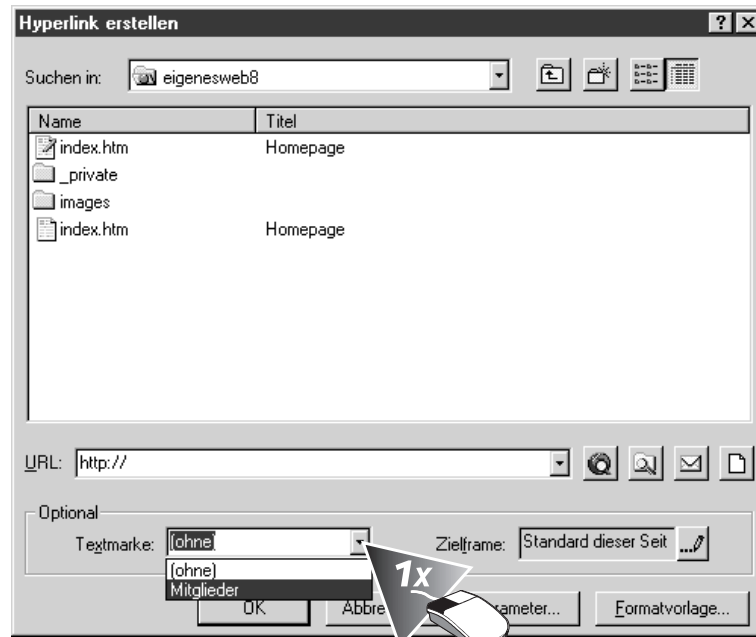 Hyperlink erstellen
Suchen in: eigenesweb8
Name Titel
index.htm Homepage
_private
images
index.htm Homepage
URL: http://
Optional
Textmarke: (ohne) Zielframe: Standard dieser Seit ...
(ohne)
Mitglieder
1x
OK Abbre rameter... Formatvorlage...